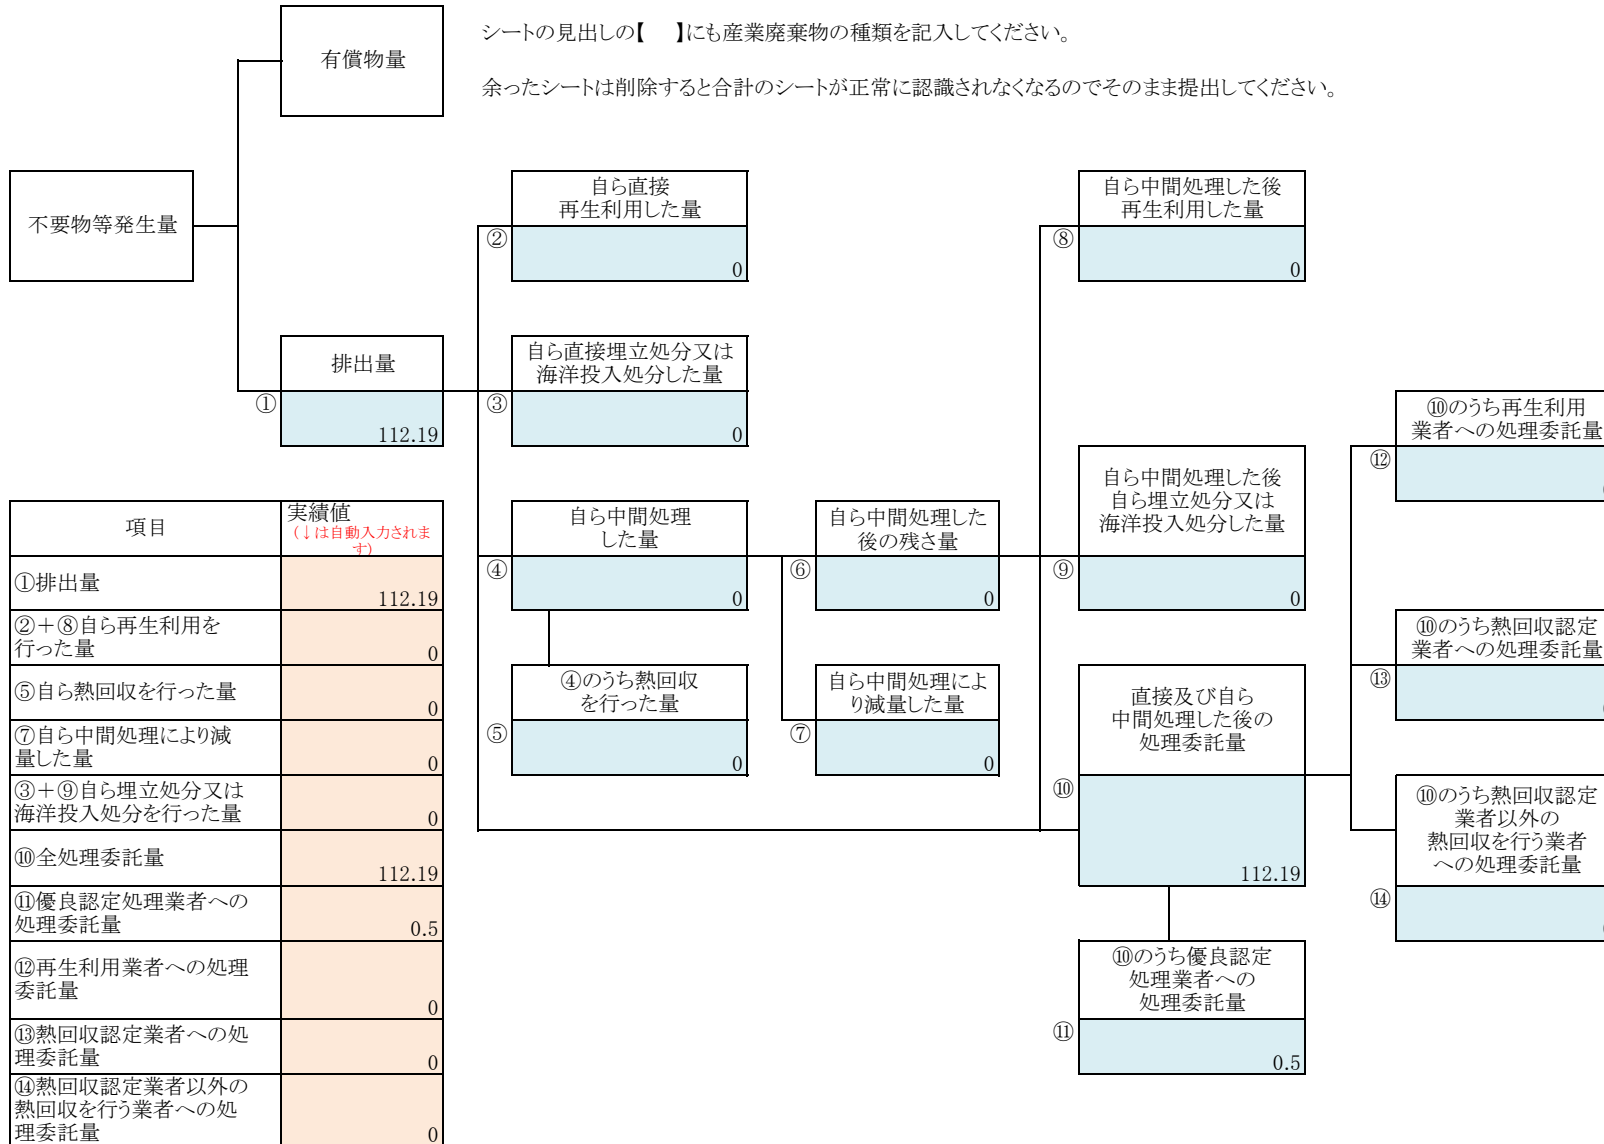 有償物量
シートの見出しの【　】にも産業廃棄物の種類を記入してください。
余ったシートは削除すると合計のシートが正常に認識されなくなるのでそのまま提出してください。
不要物等発生量
自ら直接
再生利用した量
②
0
自ら中間処理した後
再生利用した量
⑧
0
排出量
①
112.19
自ら直接埋立処分又は
海洋投入処分した量
③
0
⑩のうち再生利用
業者への処理委託量
⑫
自ら中間処理
した量
④
0
自ら中間処理した
後の残さ量
⑥
0
自ら中間処理した後
自ら埋立処分又は
海洋投入処分した量
⑨
0
⑩のうち熱回収認定
業者への処理委託量
⑬
④のうち熱回収
を行った量
⑤
0
自ら中間処理によ
り減量した量
⑦
0
直接及び自ら
中間処理した後の
処理委託量
⑩
112.19
⑩のうち熱回収認定
業者以外の
熱回収を行う業者
への処理委託量
⑭
⑩のうち優良認定
処理業者への
処理委託量
⑪
0.5
項目
実績値
(↓は自動入力されま
す)
①排出量
112.19
②＋⑧自ら再生利用を
行った量
0
⑤自ら熱回収を行った量
0
⑦自ら中間処理により減
量した量
0
③＋⑨自ら埋立処分又は
海洋投入処分を行った量
0
⑩全処理委託量
112.19
⑪優良認定処理業者への
処理委託量
0.5
⑫再生利用業者への処理
委託量
0
⑬熱回収認定業者への処
理委託量
0
⑭熱回収認定業者以外の
熱回収を行う業者への処
理委託量
0